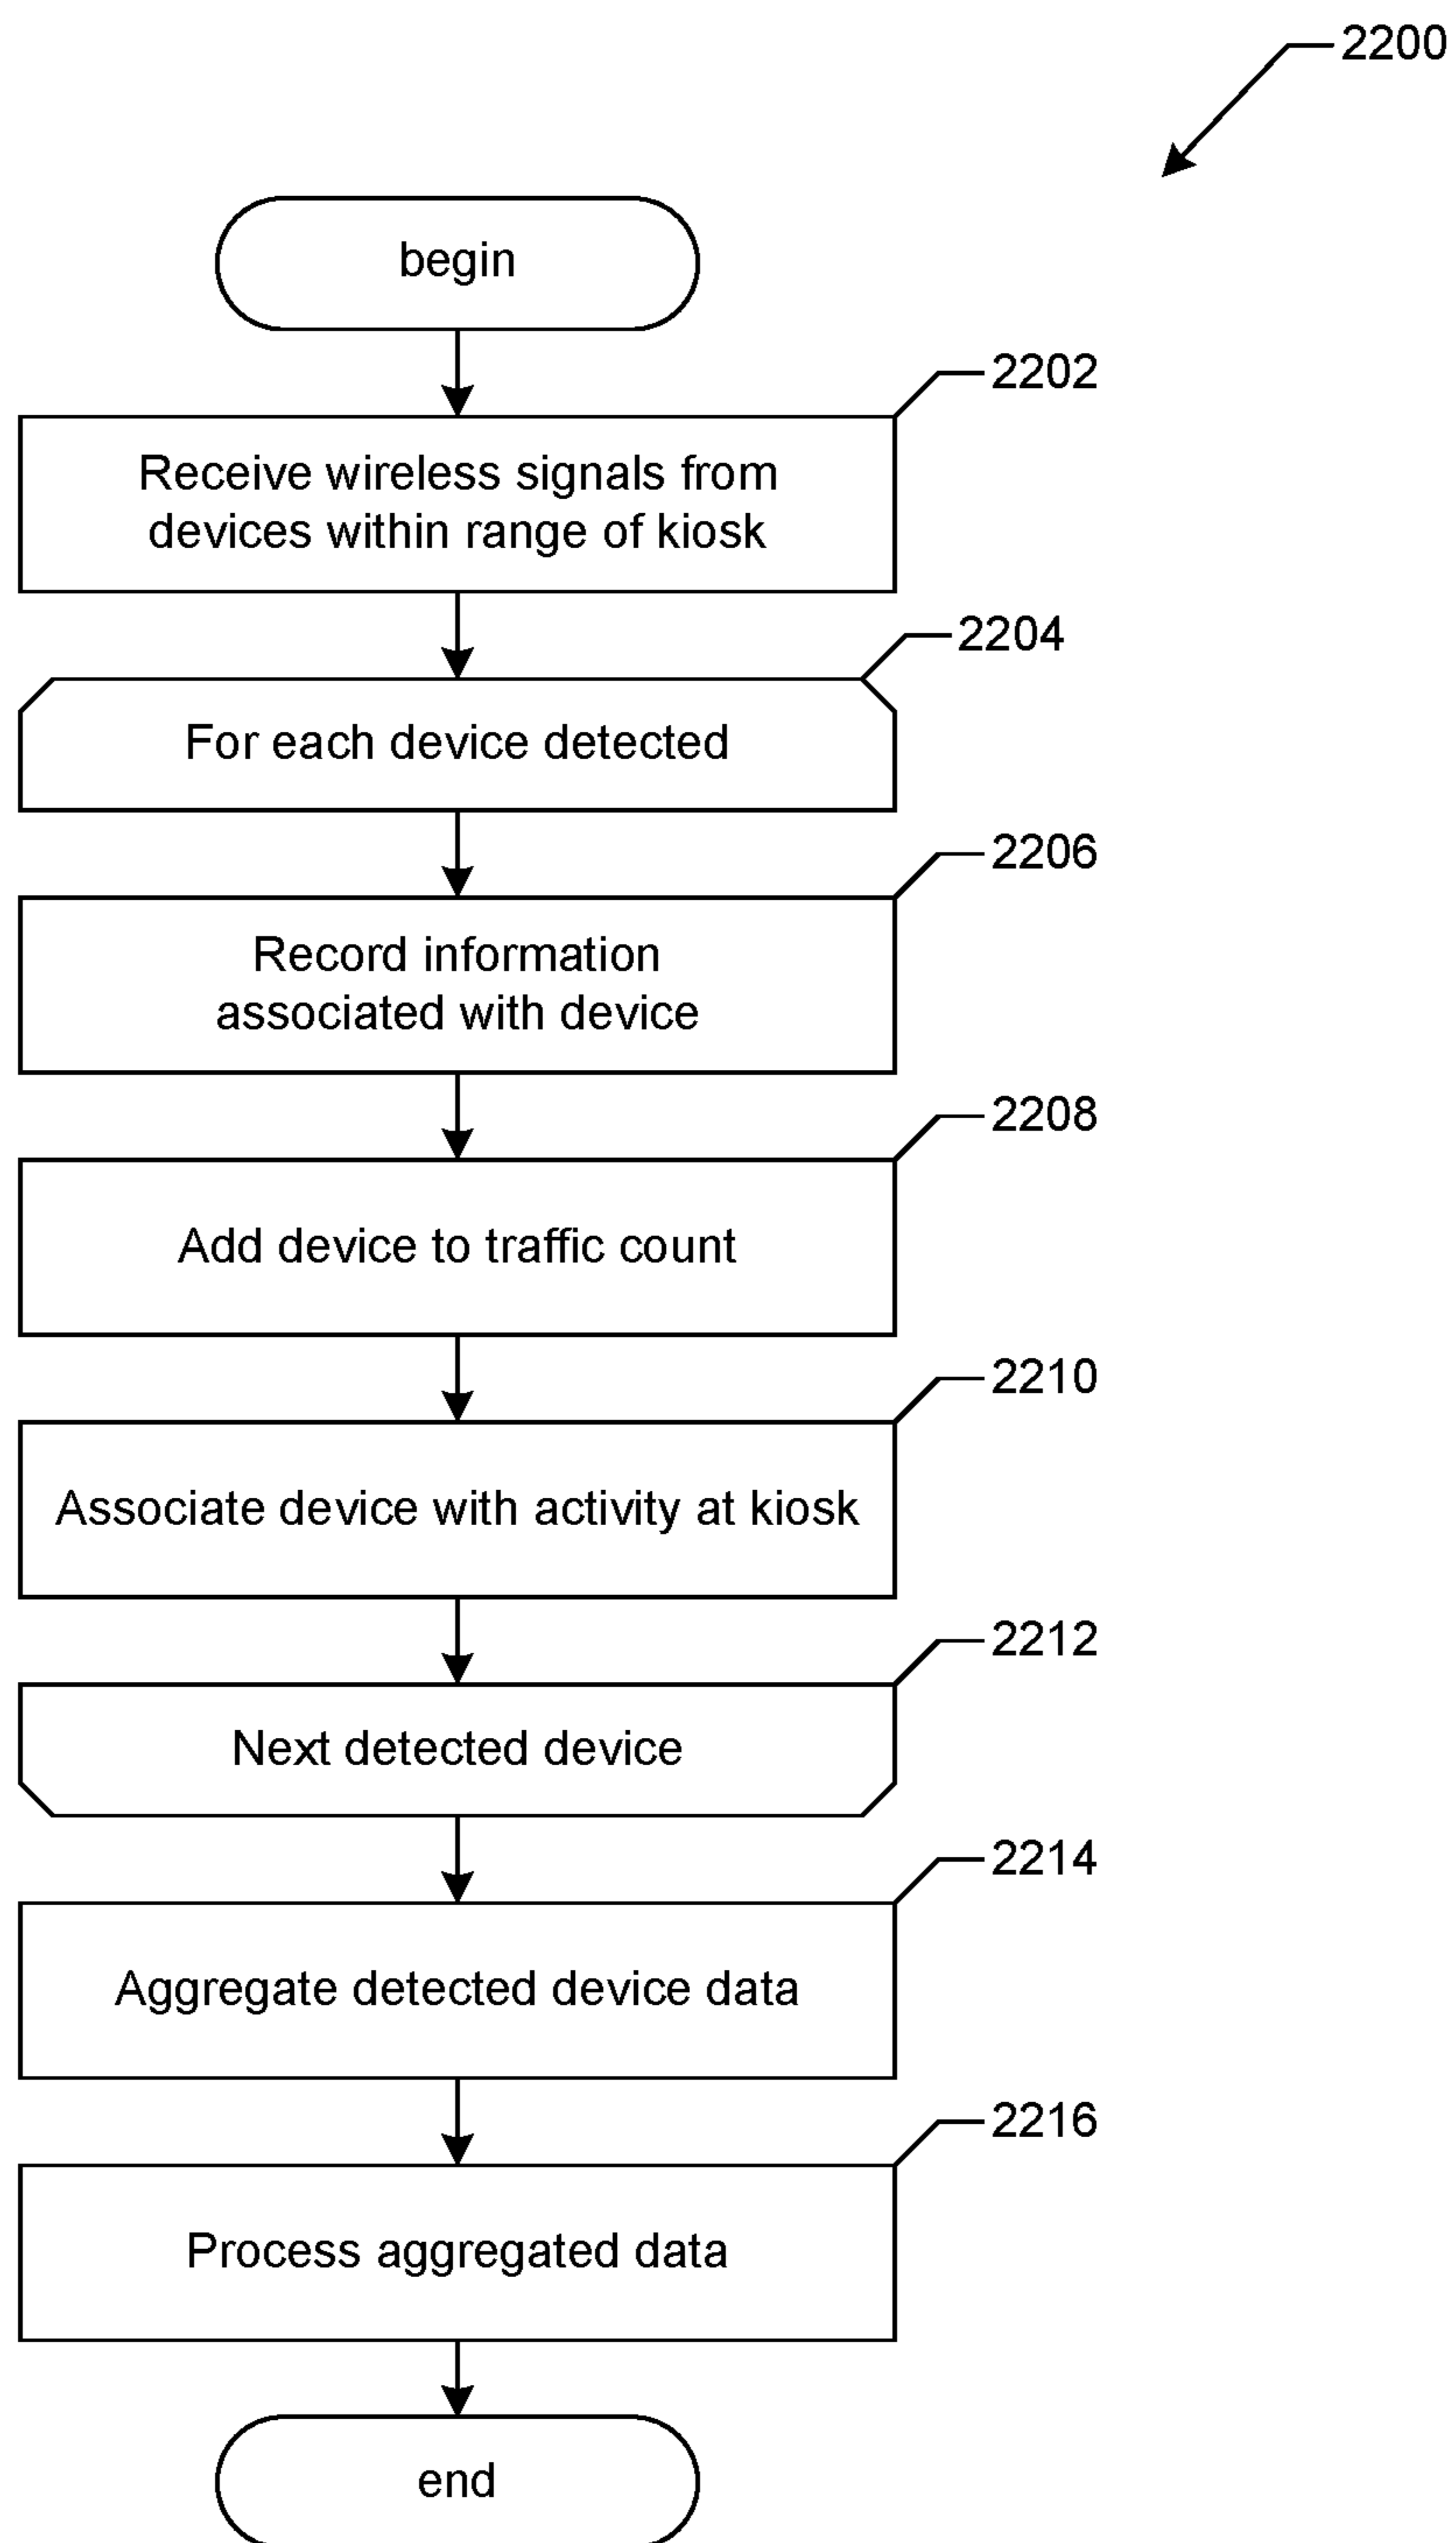 2200
begin
2202
Receive wireless signals from
devices within range of kiosk
2204
For each device detected
2206
Record information
associated with device
2208
Add device to traffic count
2210
Associate device with activity at kiosk
2212
Next detected device
2214
Aggregate detected device data
2216
Process aggregated data
end